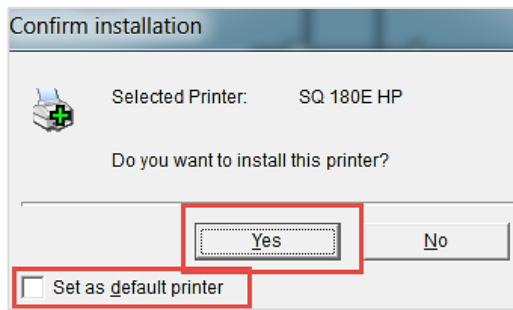 Confirm installation
Selected Printer: SQ 180E HP
Do you want to install this printer?
Yes No
Set as default printer